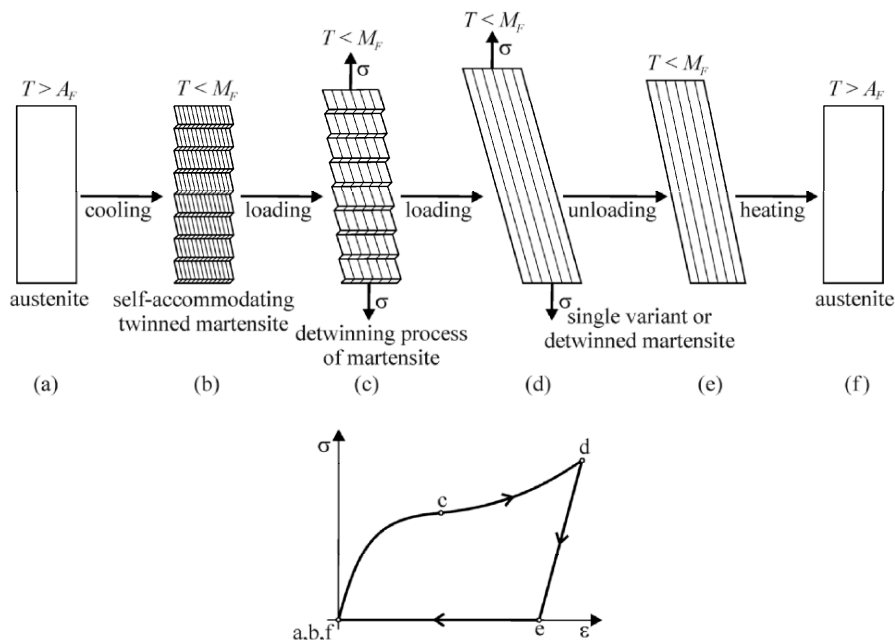 T < M_F
σ
T < M_F
σ
T > A_F
T < M_F
T < M_F
T > A_F
cooling
loading
loading
unloading
heating
austenite
self-accommodating
twinned martensite
σ
detwinning process
of martensite
σ
single variant or
detwinned martensite
austenite
(a)
(b)
(c)
(d)
(e)
(f)
σ
d
c
a,b,f
e
ε